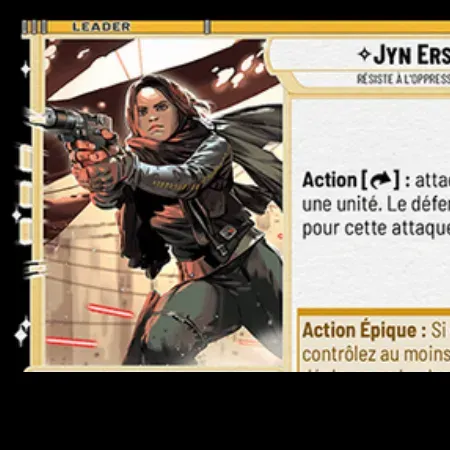 LEADER
JYN ERS
RÉSISTE À L'OPPRESS
Action [ ] : atta
une unité. Le défe
pour cette attaque
Action Épique : Si
contrôlez au moins